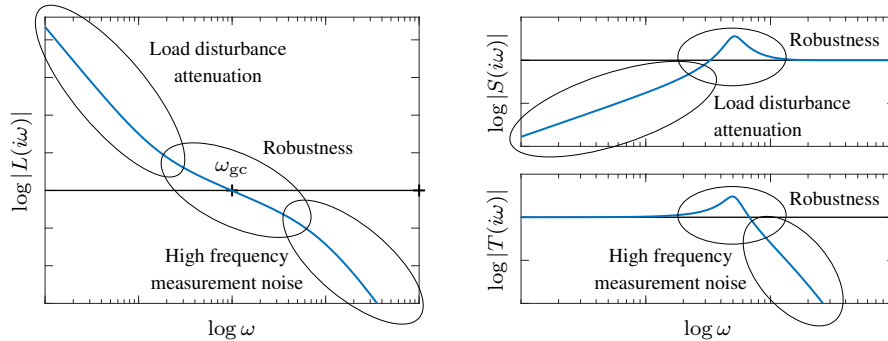 log |L(iω)|
Load disturbance
attenuation
Robustness
ω_gc
High frequency
measurement noise
log ω
log |S(iω)|
Robustness
Load disturbance
attenuation
log |T(iω)|
Robustness
High frequency
measurement noise
log ω